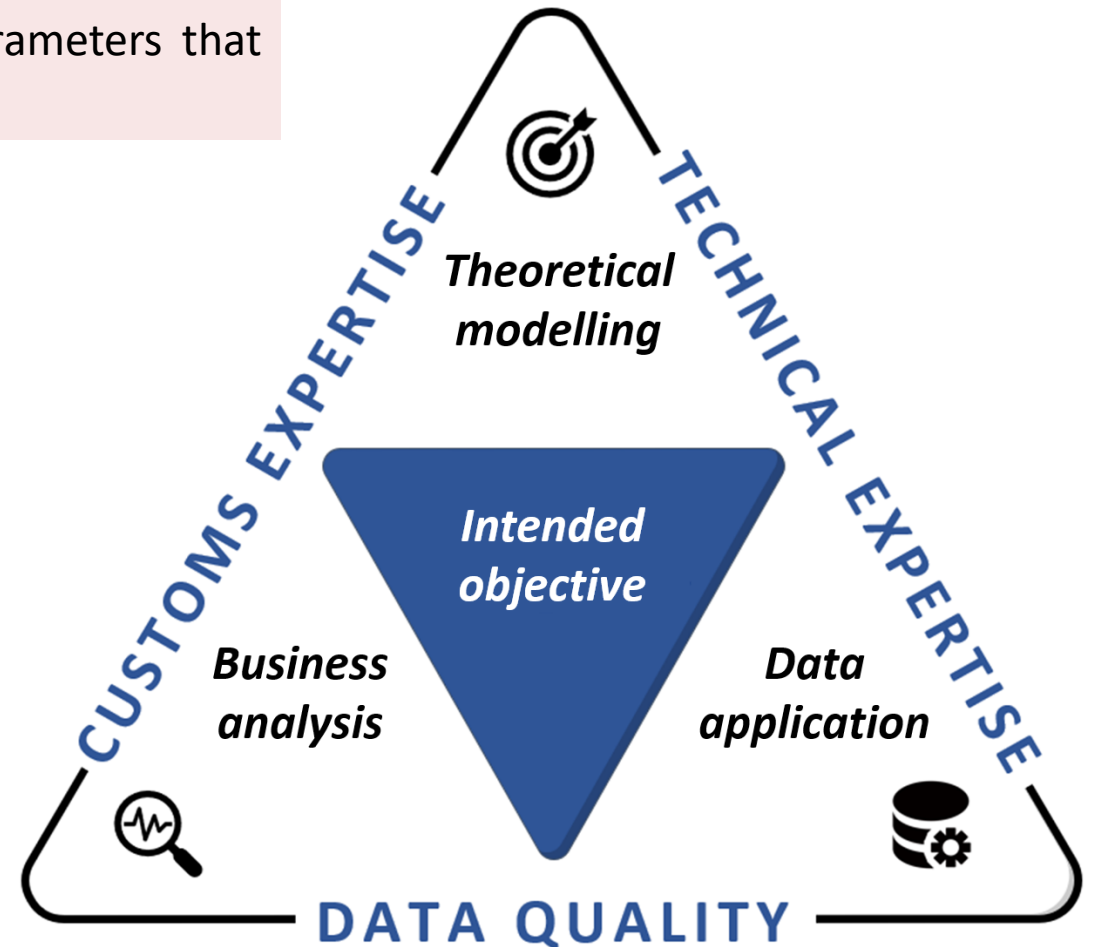 rameters that
CUSTOMS EXPERTISE
TECHNICAL EXPERTISE
Theoretical
modelling
Intended
objective
Business
analysis
Data
application
DATA QUALITY